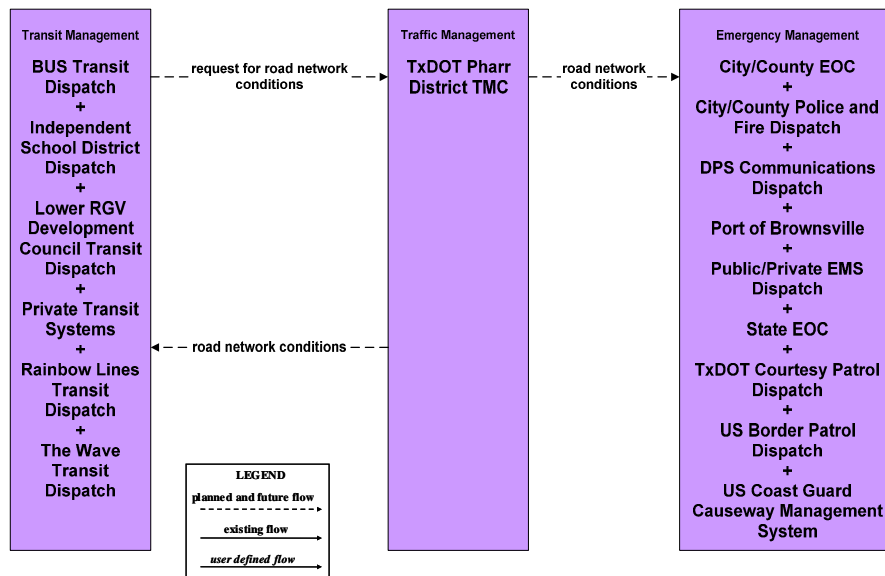 Transit Management
BUS Transit
Dispatch
+
Independent
School District
Dispatch
+
Lower RGV
Development
Council Transit
Dispatch
+
Private Transit
Systems
+
Rainbow Lines
Transit
Dispatch
+
The Wave
Transit
Dispatch
request for road network
conditions
road network conditions
Traffic Management
TxDOT Pharr
District TMC
road network
conditions
Emergency Management
City/County EOC
+
City/County Police and
Fire Dispatch
+
DPS Communications
Dispatch
+
Port of Brownsville
+
Public/Private EMS
Dispatch
+
State EOC
+
TxDOT Courtesy Patrol
Dispatch
+
US Border Patrol
Dispatch
+
US Coast Guard
Causeway Management
System
LEGEND
planned and future flow
existing flow
user defined flow